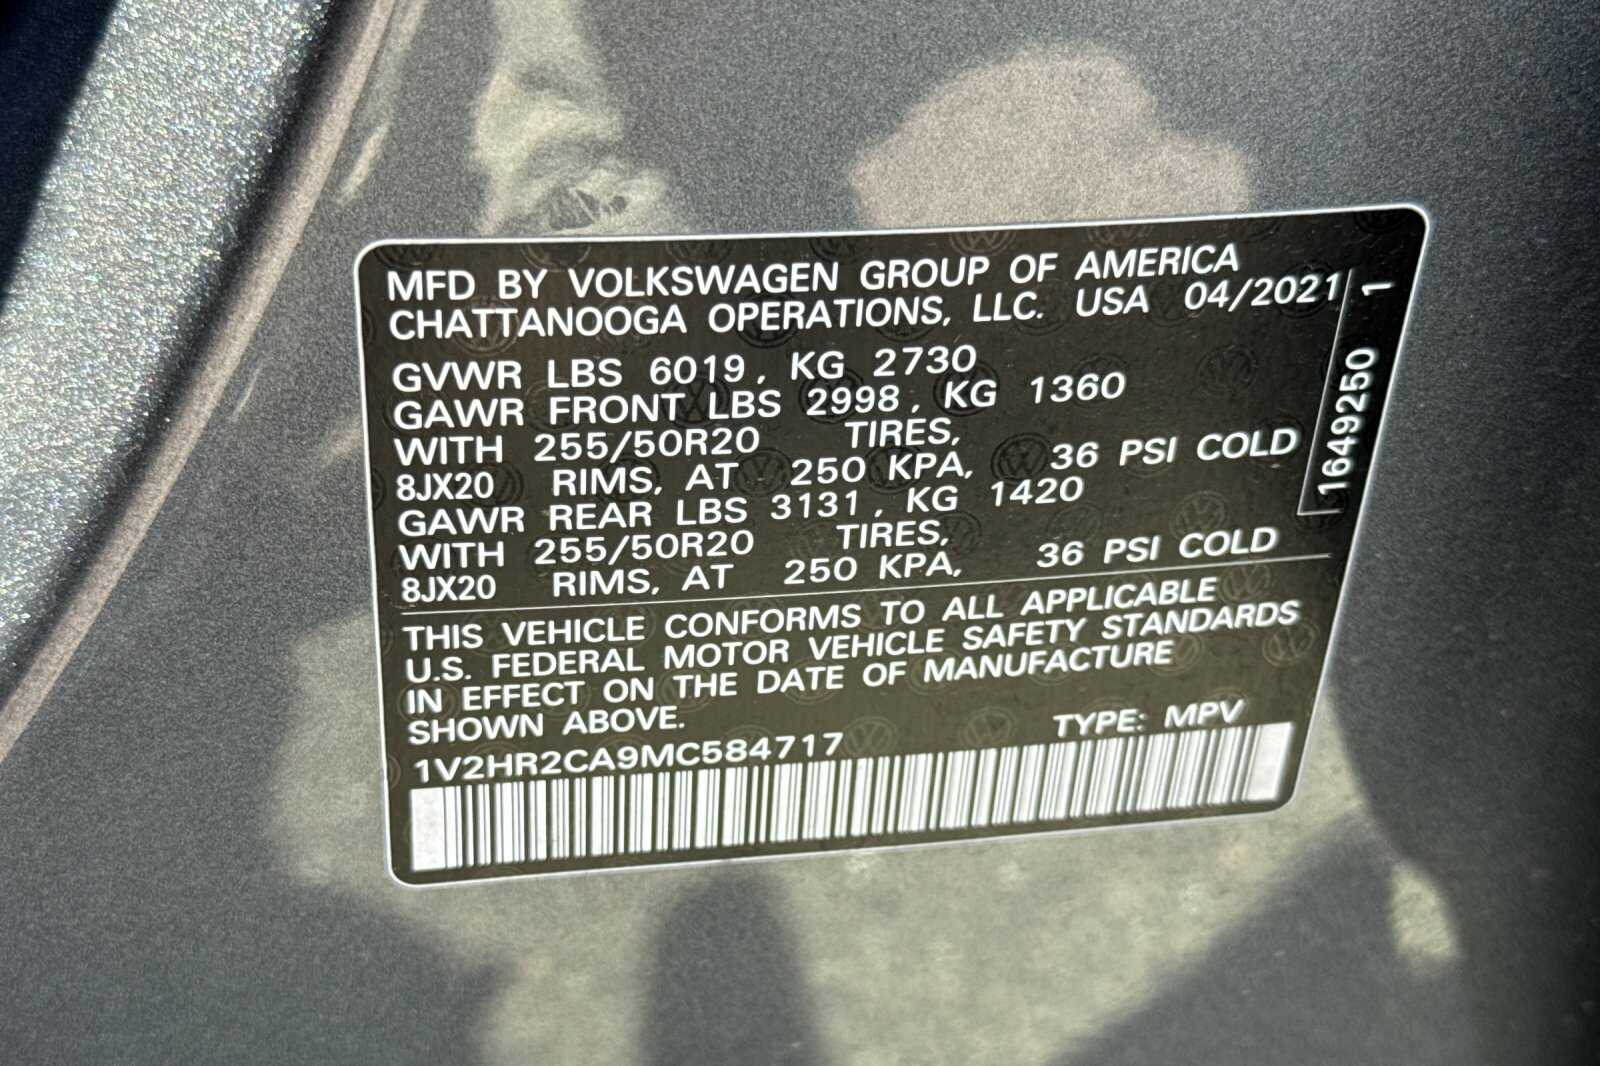 MFD BY VOLKSWAGEN GROUP OF AMERICA
CHATTANOOGA OPERATIONS, LLC. USA 04/2021
GVWR LBS 6019, KG 2730
GAWR FRONT LBS 2998, KG 1360
WITH 255/50R20 TIRES,
8JX20 RIMS, AT 250 KPA, 36 PSI COLD
GAWR REAR LBS 3131, KG 1420
WITH 255/50R20 TIRES,
8JX20 RIMS, AT 250 KPA, 36 PSI COLD
1649250 1
THIS VEHICLE CONFORMS TO ALL APPLICABLE
U.S. FEDERAL MOTOR VEHICLE SAFETY STANDARDS
IN EFFECT ON THE DATE OF MANUFACTURE
SHOWN ABOVE.
TYPE: MPV
1V2HR2CA9MC584717